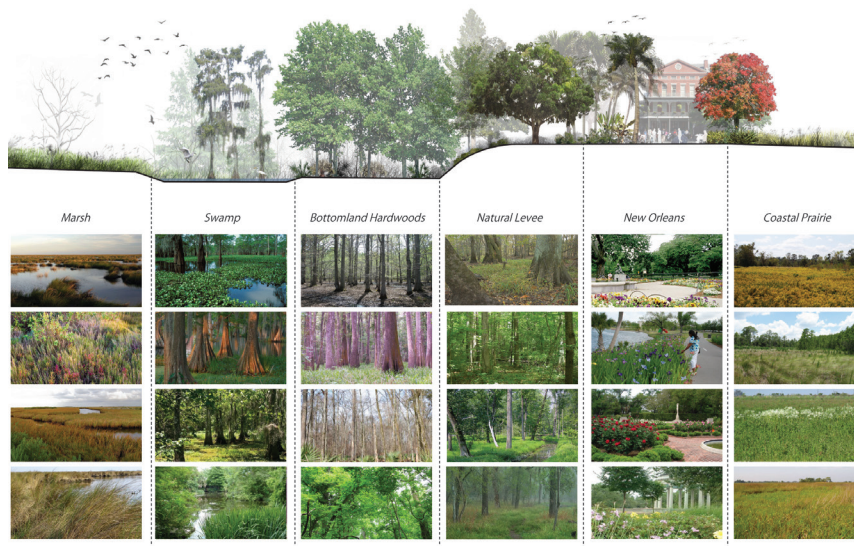 Marsh
Swamp
Bottomland Hardwoods
Natural Levee
New Orleans
Coastal Prairie